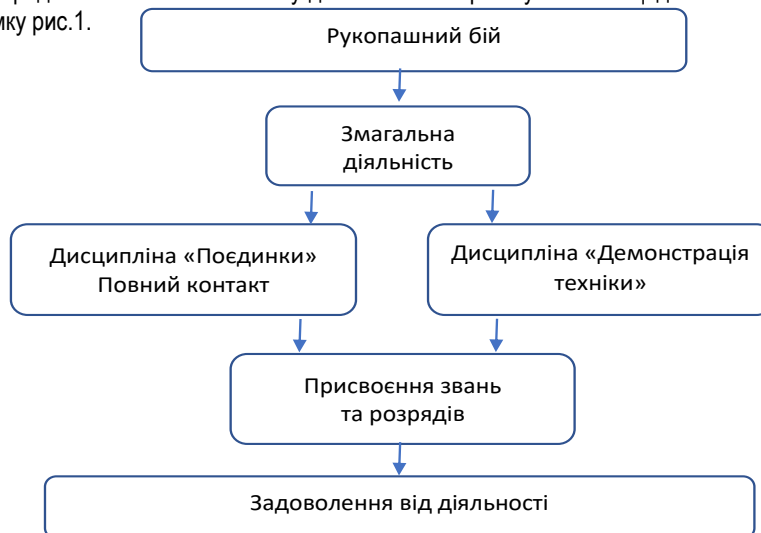 мку рис.1.
Рукопашний бій
Змагальна
діяльність
Дисципліна «Поєдинки»
Повний контакт
Дисципліна «Демонстрація
техніки»
Присвоєння звань
та розрядів
Задоволення від діяльності